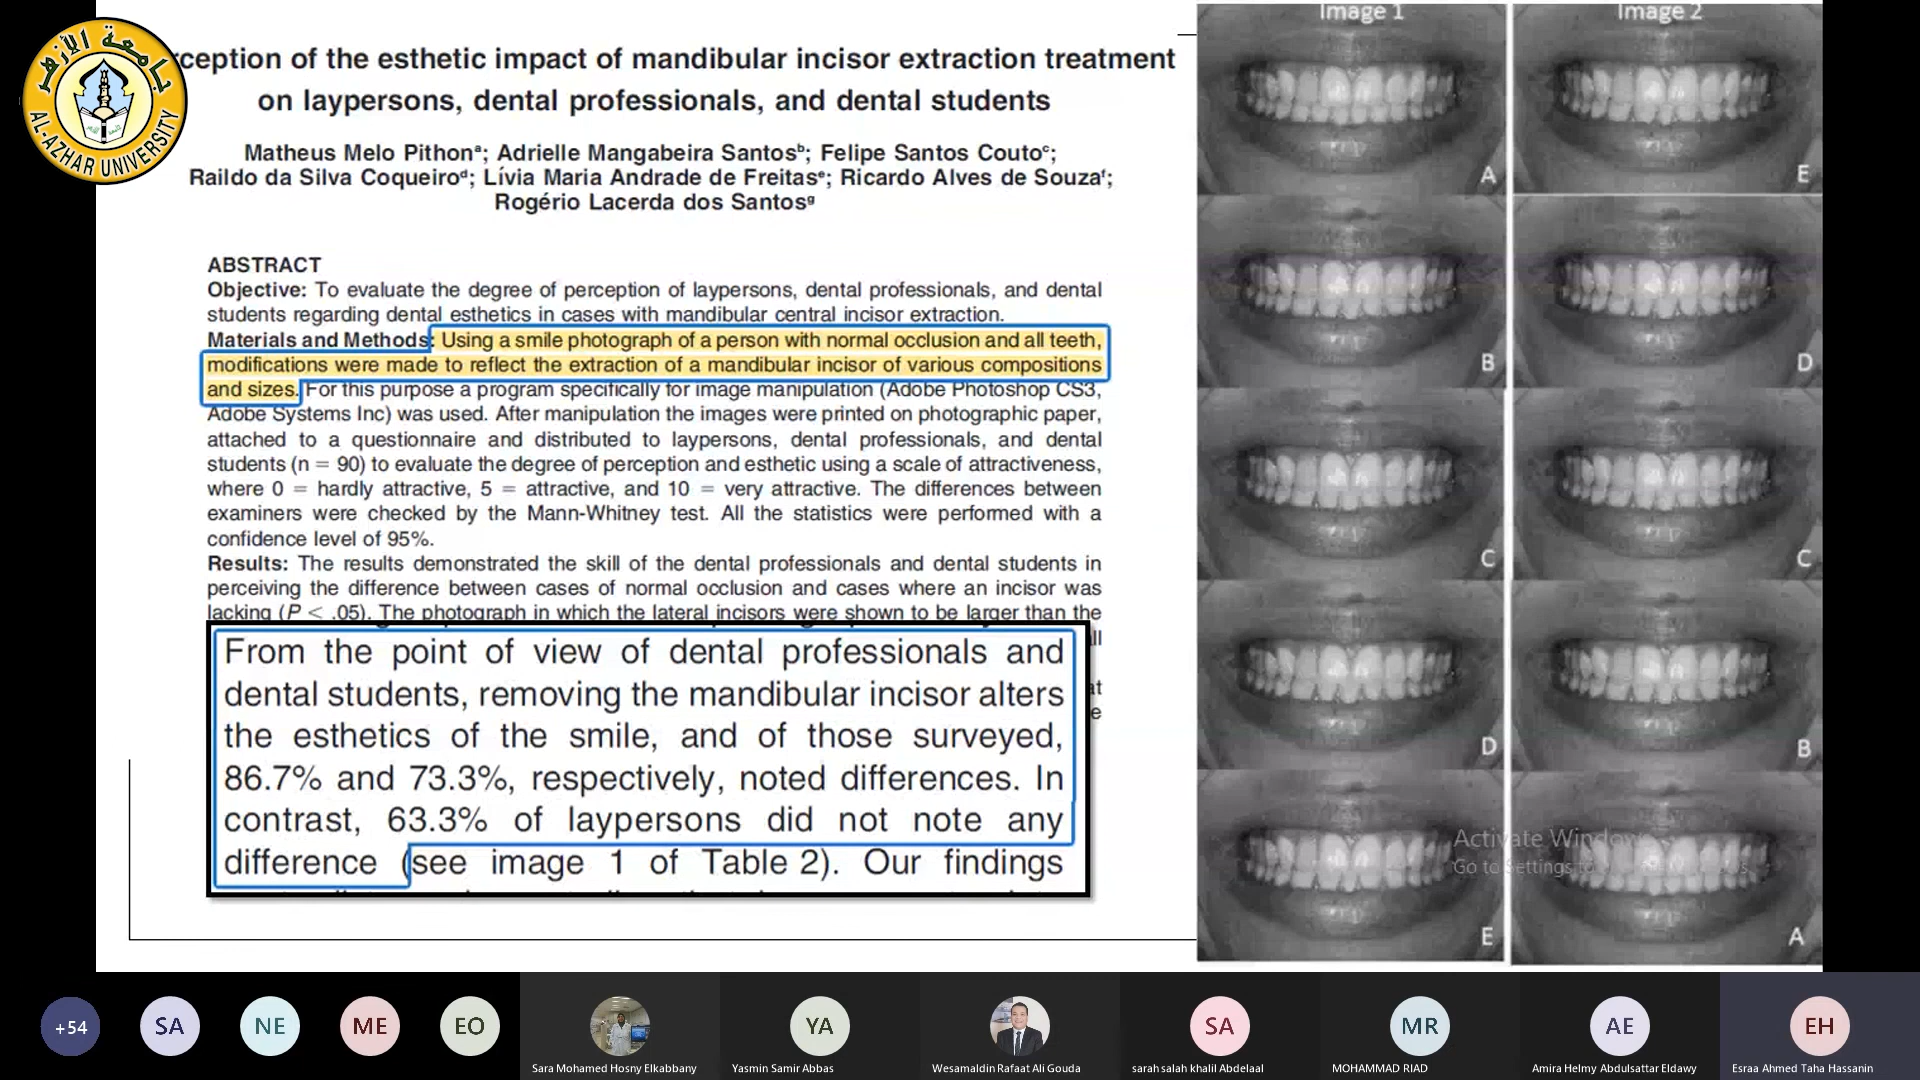 جامعة الأزهر
AL-AZHAR UNIVERSITY
ception of the esthetic impact of mandibular incisor extraction treatment
on laypersons, dental professionals, and dental students
Matheus Melo Pithonᵃ; Adrielle Mangabeira Santosᵇ; Felipe Santos Coutoᶜ;
Raildo da Silva Coqueiroᵈ; Lívia Maria Andrade de Freitasᵉ; Ricardo Alves de Souzaᶠ;
Rogério Lacerda dos Santosᵍ
ABSTRACT
Objective: To evaluate the degree of perception of laypersons, dental professionals, and dental
students regarding dental esthetics in cases with mandibular central incisor extraction.
Materials and Methods: Using a smile photograph of a person with normal occlusion and all teeth,
modifications were made to reflect the extraction of a mandibular incisor of various compositions
and sizes. For this purpose a program specifically for image manipulation (Adobe Photoshop CS3,
Adobe Systems Inc) was used. After manipulation the images were printed on photographic paper,
attached to a questionnaire and distributed to laypersons, dental professionals, and dental
students (n = 90) to evaluate the degree of perception and esthetic using a scale of attractiveness,
where 0 = hardly attractive, 5 = attractive, and 10 = very attractive. The differences between
examiners were checked by the Mann-Whitney test. All the statistics were performed with a
confidence level of 95%.
Results: The results demonstrated the skill of the dental professionals and dental students in
perceiving the difference between cases of normal occlusion and cases where an incisor was
lacking (P < .05). The photograph in which the lateral incisors were shown to be larger than the
ll
at
e
From the point of view of dental professionals and
dental students, removing the mandibular incisor alters
the esthetics of the smile, and of those surveyed,
86.7% and 73.3%, respectively, noted differences. In
contrast, 63.3% of laypersons did not note any
difference (see image 1 of Table 2). Our findings
Image 1
Image 2
A
E
B
D
C
C
D
B
E
A
Activate Windows
Go to Settings to
+54
SA
NE
ME
EO
Sara Mohamed Hosny Elkabbany
YA
Yasmin Samir Abbas
Wesamaldin Rafaat Ali Gouda
SA
sarah salah khalil Abdelaal
MR
MOHAMMAD RIAD
AE
Amira Helmy Abdulsattar Eldawy
EH
Esraa Ahmed Taha Hassanin